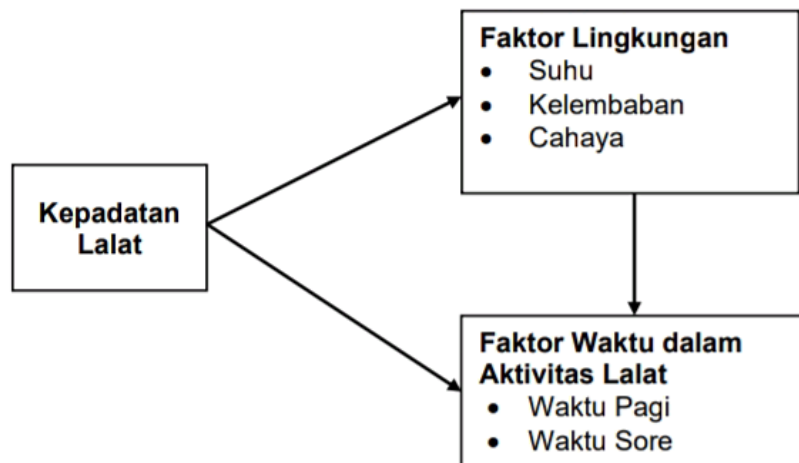 Kepadatan
Lalat
Faktor Lingkungan
• Suhu
• Kelembaban
• Cahaya
Faktor Waktu dalam
Aktivitas Lalat
• Waktu Pagi
• Waktu Sore